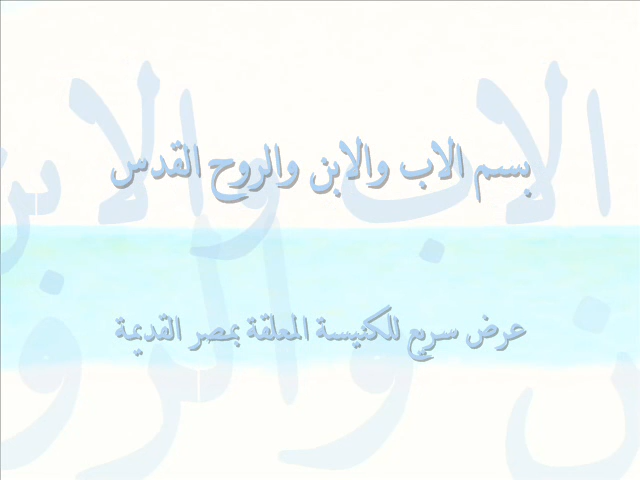 بسم الاب والابن والروح القدس
عرض سريع للكنيسة المعلقة بمصر القديمة